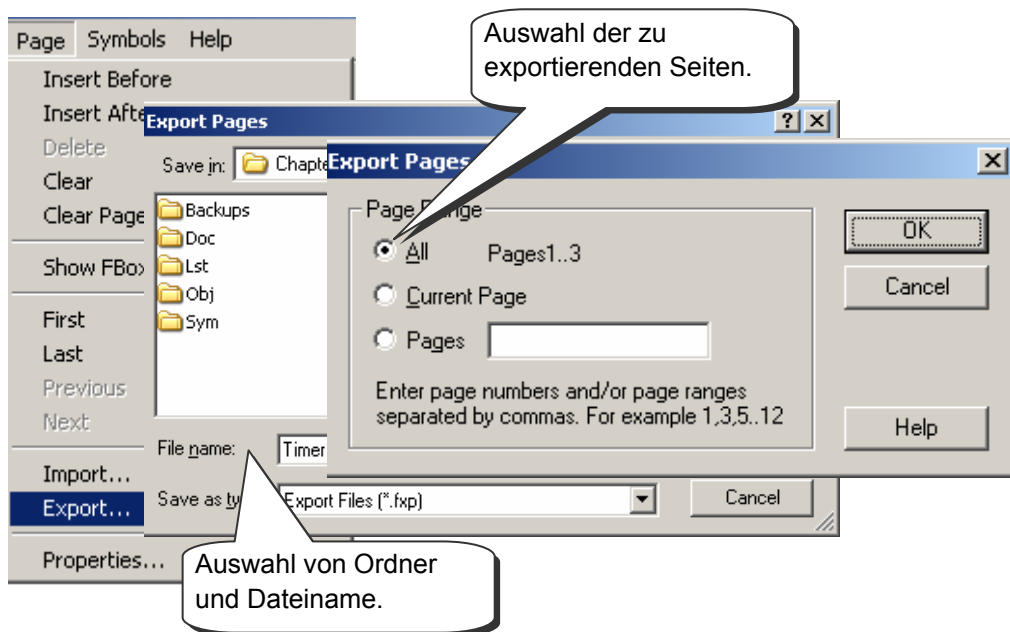 Page Symbols Help
Insert Before
Insert Afte
Delete
Clear
Clear Page
Show FBox
First
Last
Previous
Next
Import...
Export...
Properties...
Auswahl der zu
exportierenden Seiten.
Export Pages
Save in: Chapte
Backups
Doc
Lst
Obj
Sym
File name: Timer
Save as ty Export Files (*.fxp)
Cancel
Auswahl von Ordner
und Dateiname.
Export Pages
Page Range
All Pages1..3
Current Page
Pages
Enter page numbers and/or page ranges
separated by commas. For example 1,3,5..12
OK
Cancel
Help